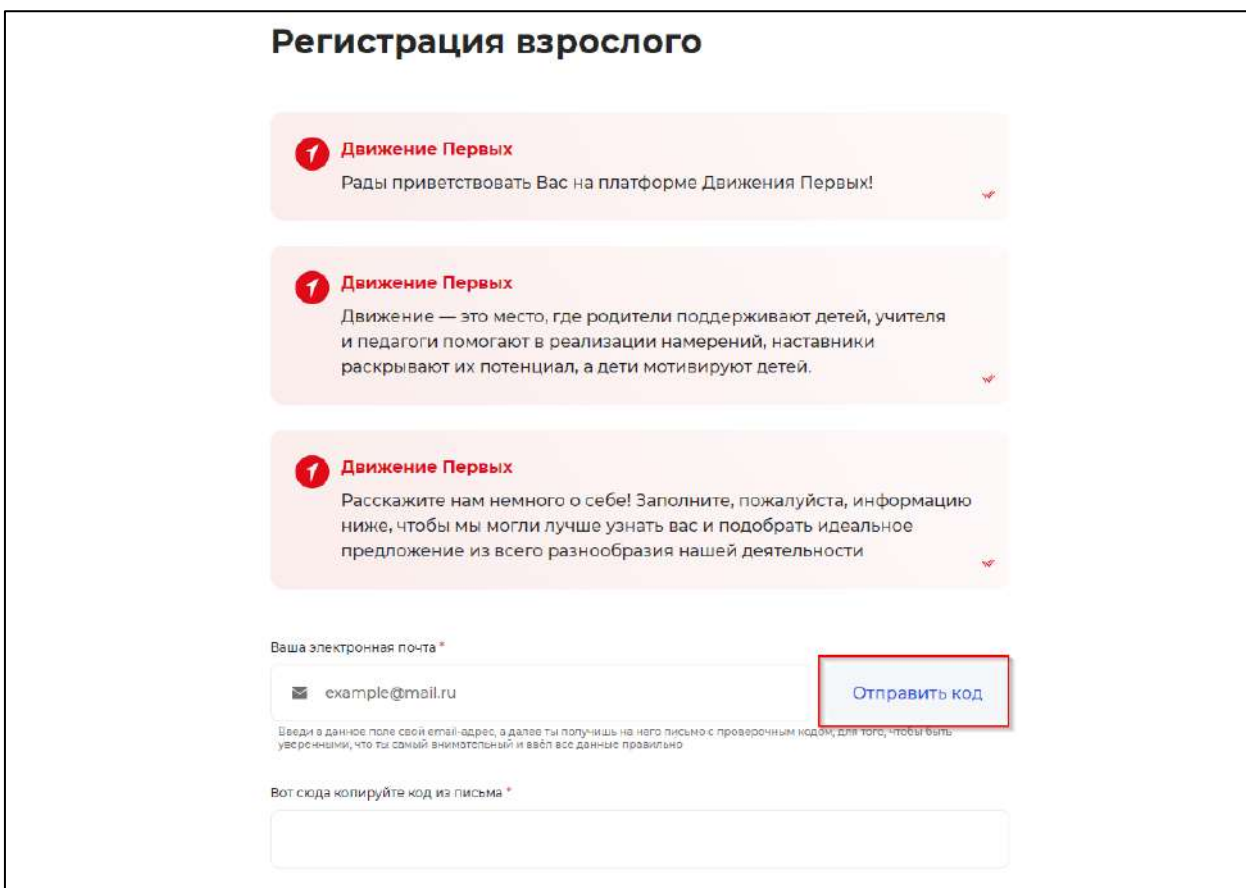 Регистрация взрослого
Движение Первых
Рады приветствовать Вас на платформе Движения Первых!
Движение Первых
Движение — это место, где родители поддерживают детей, учителя
и педагоги помогают в реализации намерений, наставники
раскрывают их потенциал, а дети мотивируют детей.
Движение Первых
Расскажите нам немного о себе! Заполните, пожалуйста, информацию
ниже, чтобы мы могли лучше узнать вас и подобрать идеальное
предложение из всего разнообразия нашей деятельности
Ваша электронная почта *
example@mail.ru
Отправить код
Введи в данное поле свой email-адрес, а далее ты получишь на него письмо с проверочным кодом, для того, чтобы быть
уверенными, что ты самый внимательный и ввёл все данные правильно
Вот сюда копируйте код из письма *